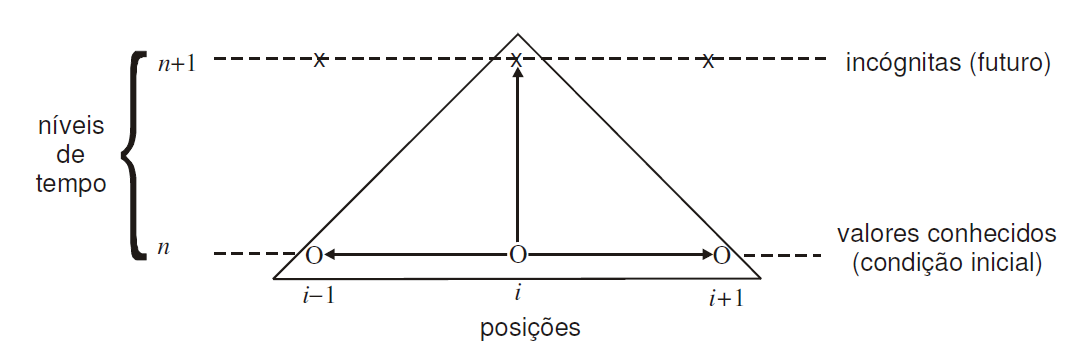 n+1
x
x
x
incógnitas (futuro)
níveis
de
tempo
n
O
O
O
valores conhecidos
(condição inicial)
i−1
i
i+1
posições